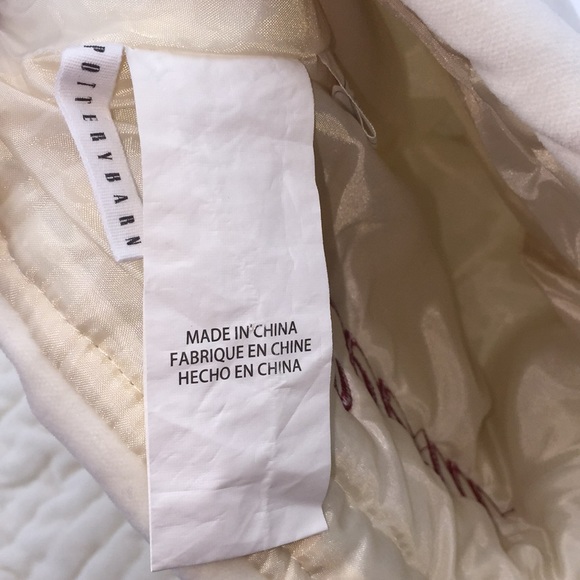 POTTERYBARN
MADE IN CHINA
FABRIQUE EN CHINE
HECHO EN CHINA